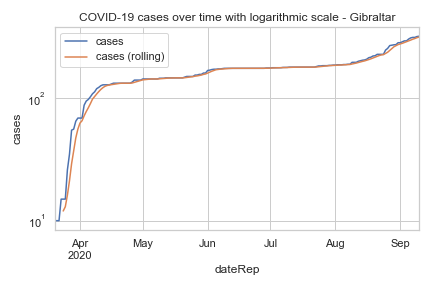 COVID-19 cases over time with logarithmic scale - Gibraltar
cases
cases (rolling)
10²
10¹
cases
Apr May Jun Jul Aug Sep
2020
dateRep